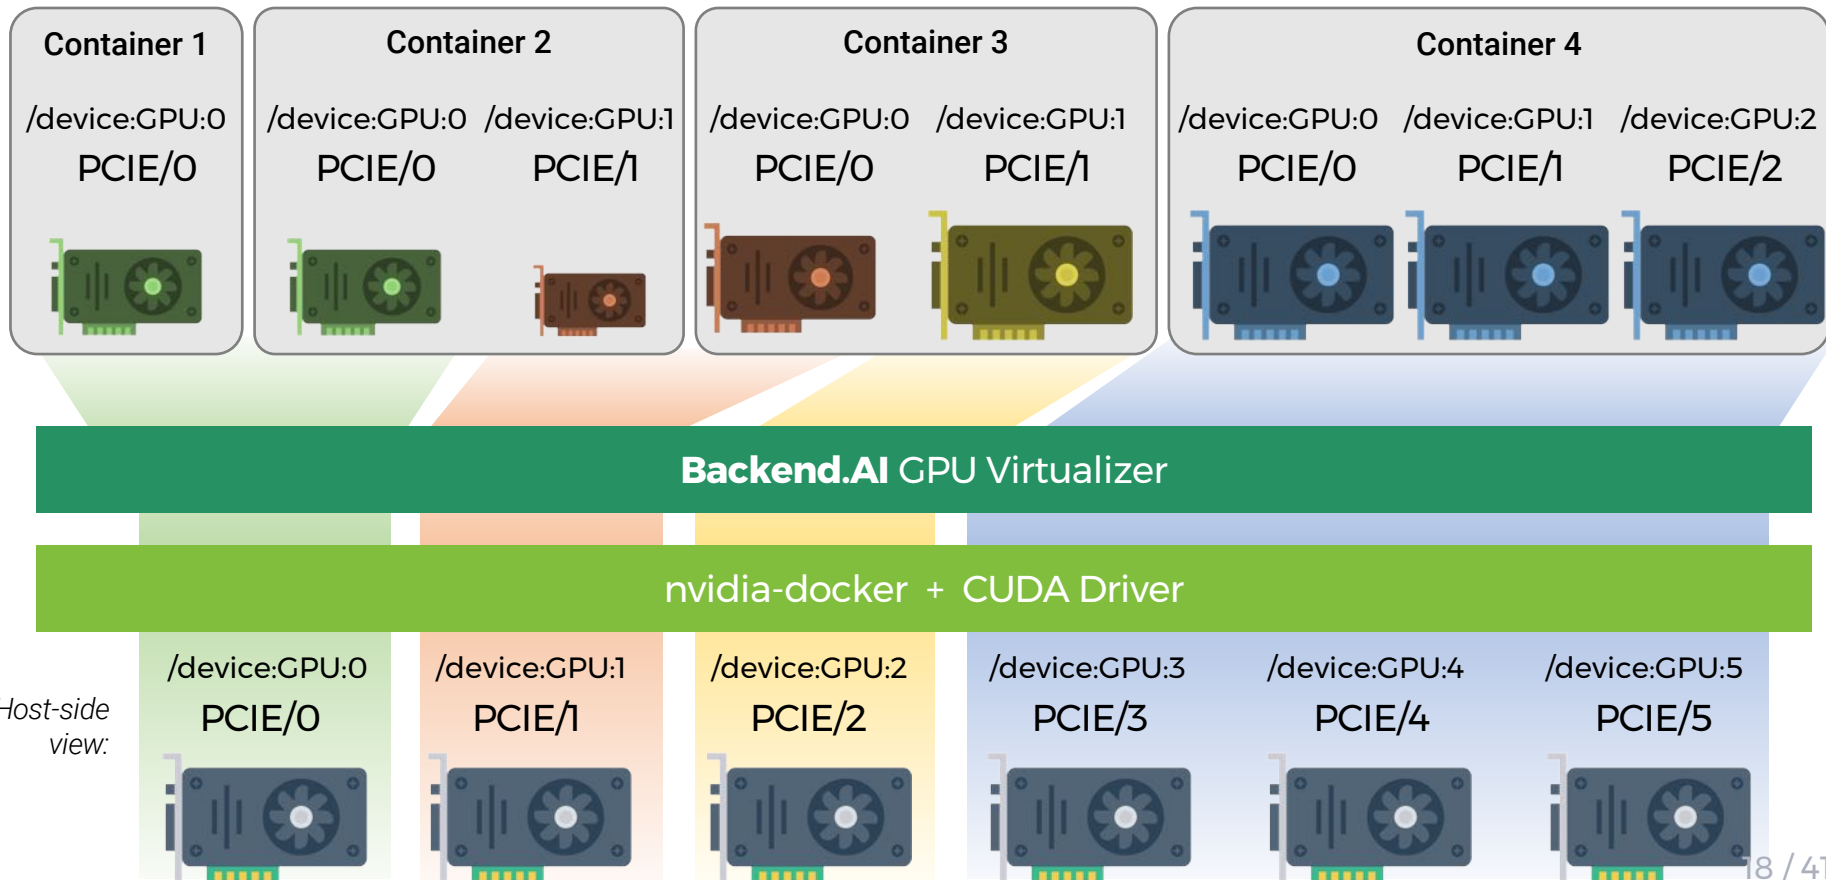 Container 1
/device:GPU:0
PCIE/0
Container 2
/device:GPU:0 /device:GPU:1
PCIE/0 PCIE/1
Container 3
/device:GPU:0 /device:GPU:1
PCIE/0 PCIE/1
Container 4
/device:GPU:0 /device:GPU:1 /device:GPU:2
PCIE/0 PCIE/1 PCIE/2
Backend.AI GPU Virtualizer
nvidia-docker + CUDA Driver
Host-side
view:
/device:GPU:0 /device:GPU:1 /device:GPU:2 /device:GPU:3 /device:GPU:4 /device:GPU:5
PCIE/0 PCIE/1 PCIE/2 PCIE/3 PCIE/4 PCIE/5
18 / 41